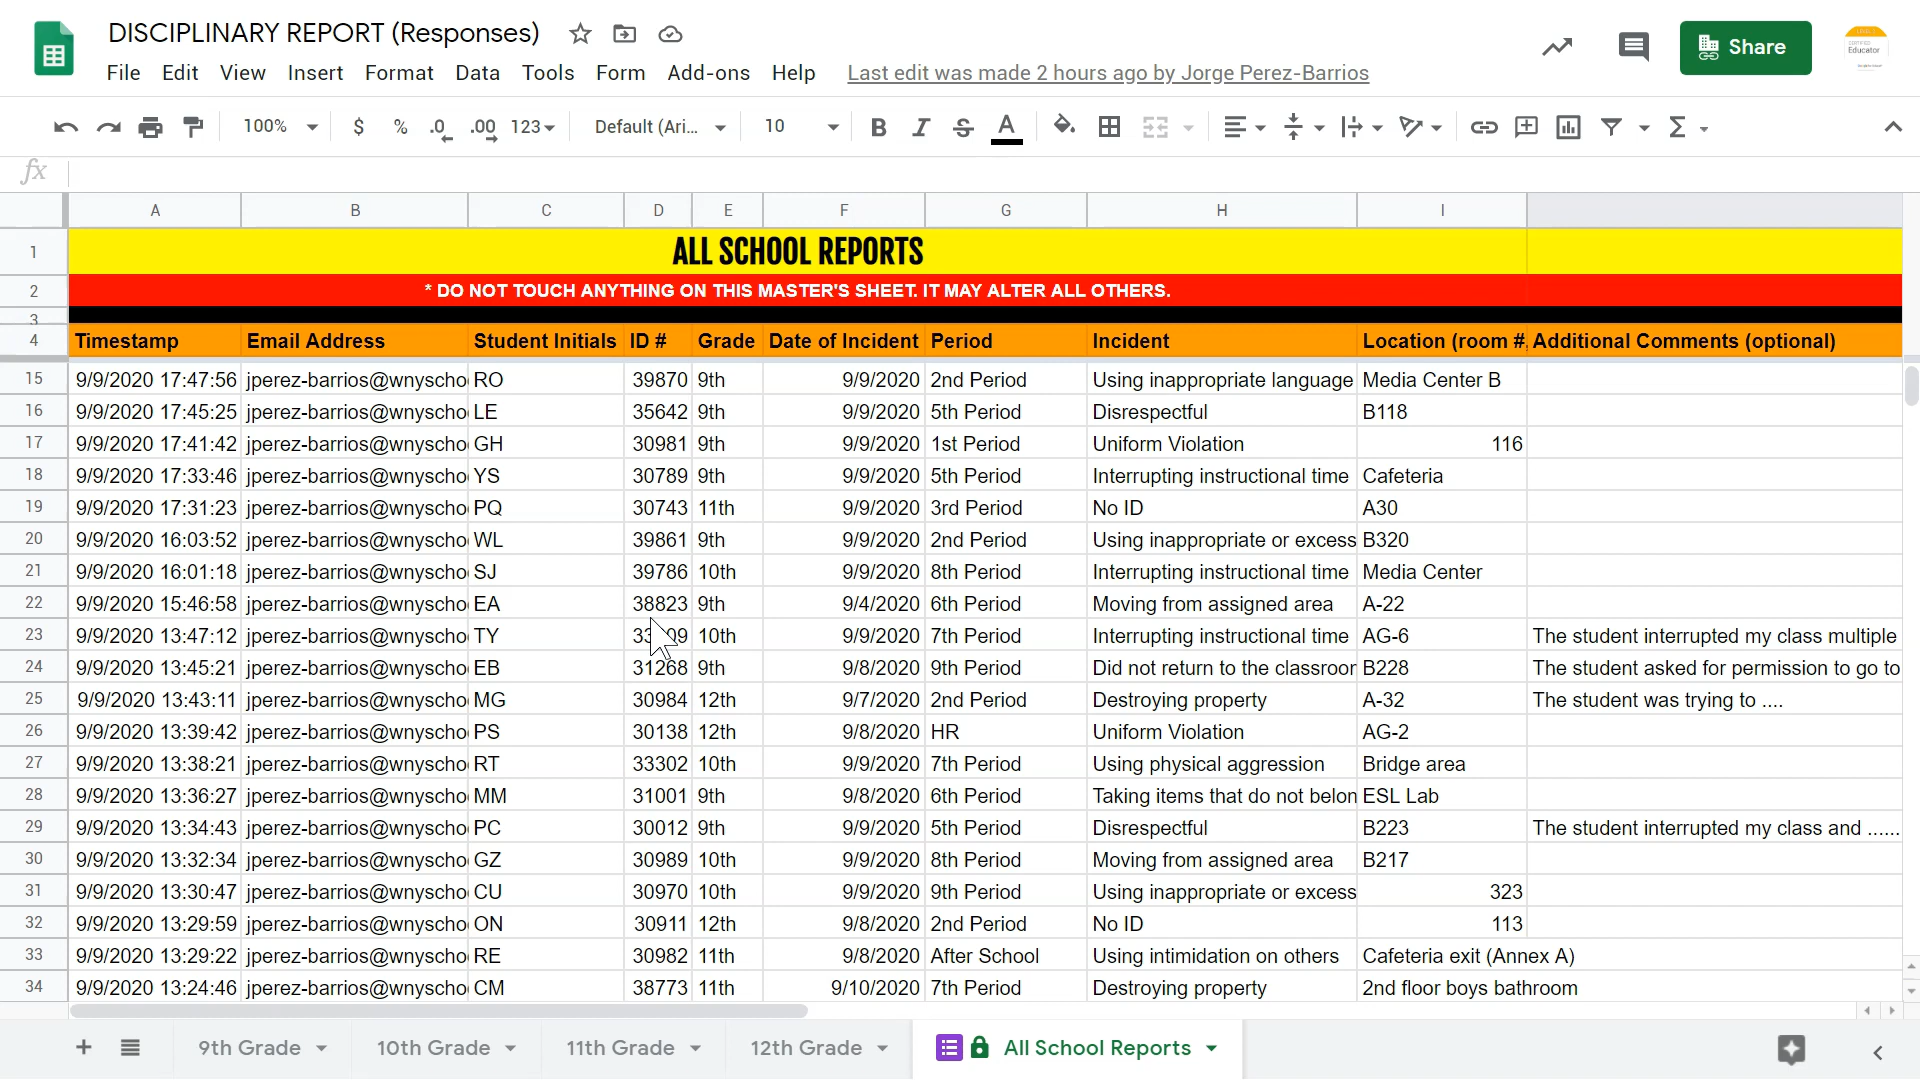 DISCIPLINARY REPORT (Responses)
Share
Educator
File Edit View Insert Format Data Tools Form Add-ons Help Last edit was made 2 hours ago by Jorge Perez-Barrios
100% $ % .0 .00 123 Default (Ari... 10 B I S A
fx
A B C D E F G H I
1 ALL SCHOOL REPORTS
2 * DO NOT TOUCH ANYTHING ON THIS MASTER'S SHEET. IT MAY ALTER ALL OTHERS.
3
4 Timestamp Email Address Student Initials ID # Grade Date of Incident Period Incident Location (room #, Additional Comments (optional)
15 9/9/2020 17:47:56 jperez-barrios@wnyscho RO 39870 9th 9/9/2020 2nd Period Using inappropriate language Media Center B
16 9/9/2020 17:45:25 jperez-barrios@wnyscho LE 35642 9th 9/9/2020 5th Period Disrespectful B118
17 9/9/2020 17:41:42 jperez-barrios@wnyscho GH 30981 9th 9/9/2020 1st Period Uniform Violation 116
18 9/9/2020 17:33:46 jperez-barrios@wnyscho YS 30789 9th 9/9/2020 5th Period Interrupting instructional time Cafeteria
19 9/9/2020 17:31:23 jperez-barrios@wnyscho PQ 30743 11th 9/9/2020 3rd Period No ID A30
20 9/9/2020 16:03:52 jperez-barrios@wnyscho WL 39861 9th 9/9/2020 2nd Period Using inappropriate or excess B320
21 9/9/2020 16:01:18 jperez-barrios@wnyscho SJ 39786 10th 9/9/2020 8th Period Interrupting instructional time Media Center
22 9/9/2020 15:46:58 jperez-barrios@wnyscho EA 38823 9th 9/4/2020 6th Period Moving from assigned area A-22
23 9/9/2020 13:47:12 jperez-barrios@wnyscho TY 10th 9/9/2020 7th Period Interrupting instructional time AG-6 The student interrupted my class multiple
24 9/9/2020 13:45:21 jperez-barrios@wnyscho EB 31268 9th 9/8/2020 9th Period Did not return to the classroor B228 The student asked for permission to go to
25 9/9/2020 13:43:11 jperez-barrios@wnyscho MG 30984 12th 9/7/2020 2nd Period Destroying property A-32 The student was trying to ....
26 9/9/2020 13:39:42 jperez-barrios@wnyscho PS 30138 12th 9/8/2020 HR Uniform Violation AG-2
27 9/9/2020 13:38:21 jperez-barrios@wnyscho RT 33302 10th 9/9/2020 7th Period Using physical aggression Bridge area
28 9/9/2020 13:36:27 jperez-barrios@wnyscho MM 31001 9th 9/8/2020 6th Period Taking items that do not belon ESL Lab
29 9/9/2020 13:34:43 jperez-barrios@wnyscho PC 30012 9th 9/9/2020 5th Period Disrespectful B223 The student interrupted my class and ......
30 9/9/2020 13:32:34 jperez-barrios@wnyscho GZ 30989 10th 9/9/2020 8th Period Moving from assigned area B217
31 9/9/2020 13:30:47 jperez-barrios@wnyscho CU 30970 10th 9/9/2020 9th Period Using inappropriate or excess 323
32 9/9/2020 13:29:59 jperez-barrios@wnyscho ON 30911 12th 9/8/2020 2nd Period No ID 113
33 9/9/2020 13:29:22 jperez-barrios@wnyscho RE 30982 11th 9/8/2020 After School Using intimidation on others Cafeteria exit (Annex A)
34 9/9/2020 13:24:46 jperez-barrios@wnyscho CM 38773 11th 9/10/2020 7th Period Destroying property 2nd floor boys bathroom
9th Grade 10th Grade 11th Grade 12th Grade All School Reports